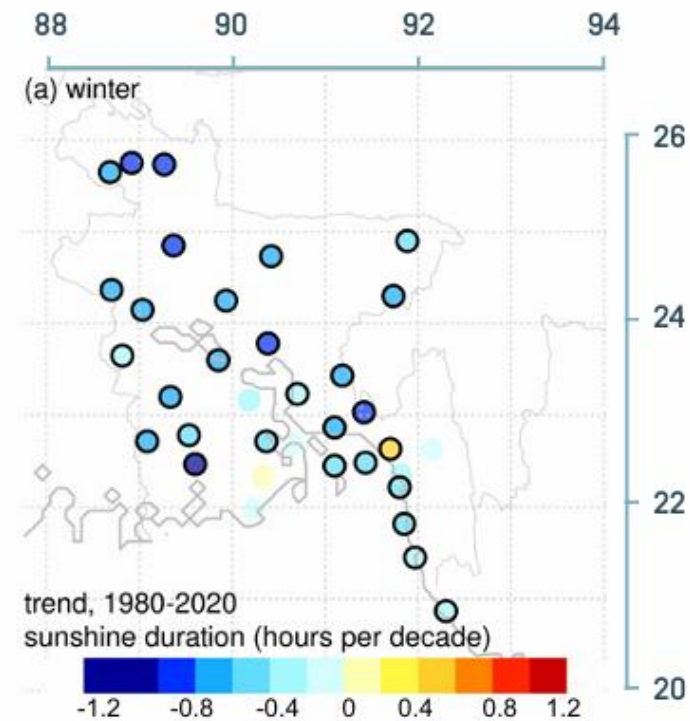 88 90 92 94
(a) winter
26
24
22
trend, 1980-2020
sunshine duration (hours per decade)
20
-1.2 -0.8 -0.4 0 0.4 0.8 1.2